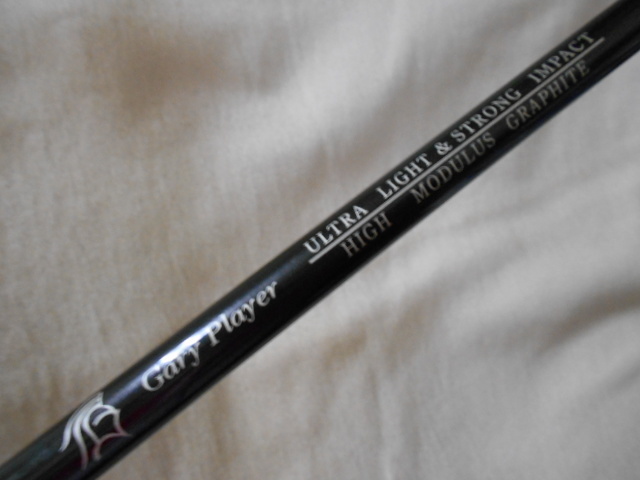 Gary Player
ULTRA LIGHT & STRONG IMPACT
HIGH MODULUS GRAPHITE